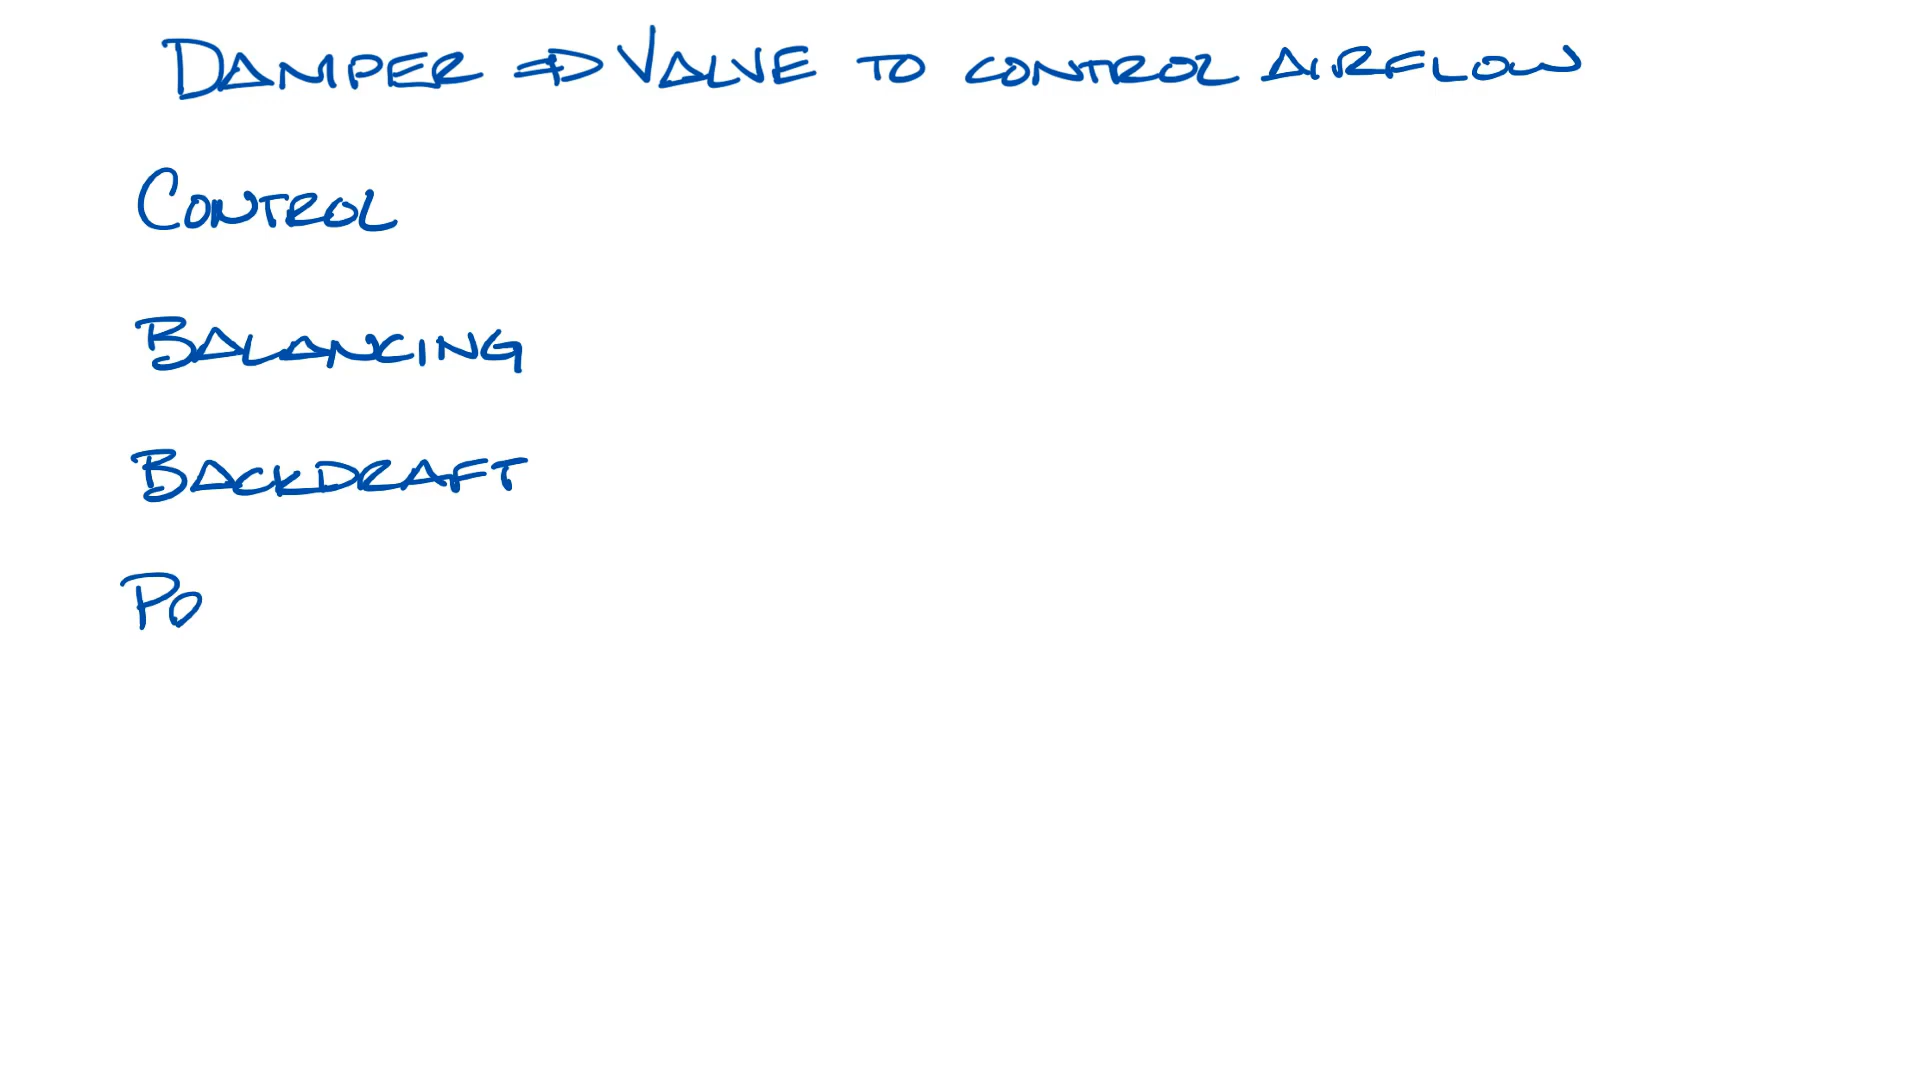 DAMPER ⇒ VALVE TO CONTROL AIRFLOW
CONTROL
BALANCING
BACKDRAFT
PO